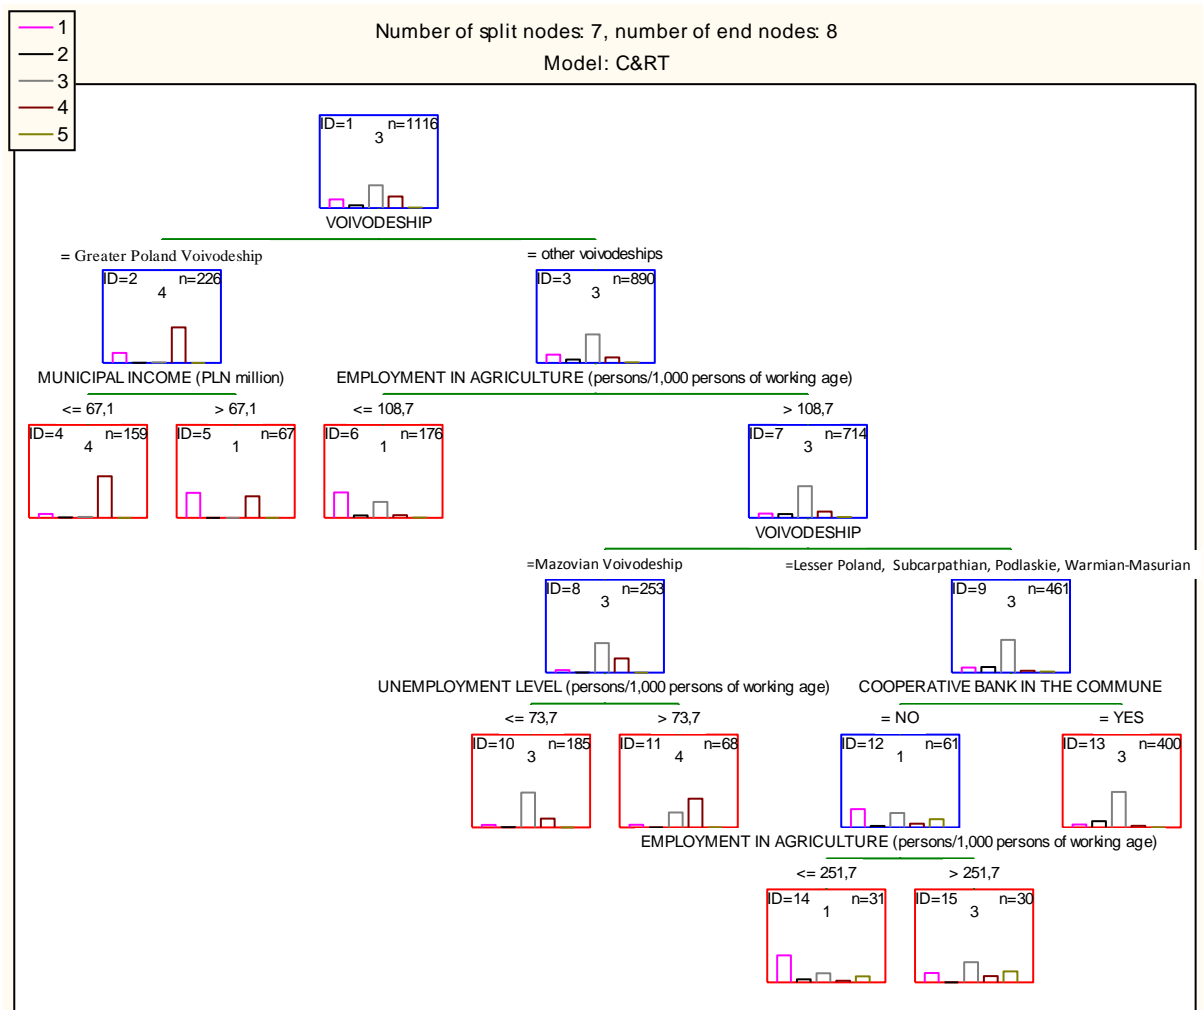 1
2
3
4
5
Number of split nodes: 7, number of end nodes: 8
Model: C&RT
ID=1 n=1116
3
VOIVODESHIP
= Greater Poland Voivodeship = other voivodeships
ID=2 n=226 ID=3 n=890
4 3
MUNICIPAL INCOME (PLN million) EMPLOYMENT IN AGRICULTURE (persons/1,000 persons of working age)
<= 67,1 > 67,1 <= 108,7 > 108,7
ID=4 n=159 ID=5 n=67 ID=6 n=176 ID=7 n=714
4 1 1 3
VOIVODESHIP
=Mazovian Voivodeship =Lesser Poland, Subcarpathian, Podlaskie, Warmian-Masurian
ID=8 n=253 ID=9 n=461
3 3
UNEMPLOYMENT LEVEL (persons/1,000 persons of working age) COOPERATIVE BANK IN THE COMMUNE
<= 73,7 > 73,7 = NO = YES
ID=10 n=185 ID=11 n=68 ID=12 n=61 ID=13 n=400
3 4 1 3
EMPLOYMENT IN AGRICULTURE (persons/1,000 persons of working age)
<= 251,7 > 251,7
ID=14 n=31 ID=15 n=30
1 3